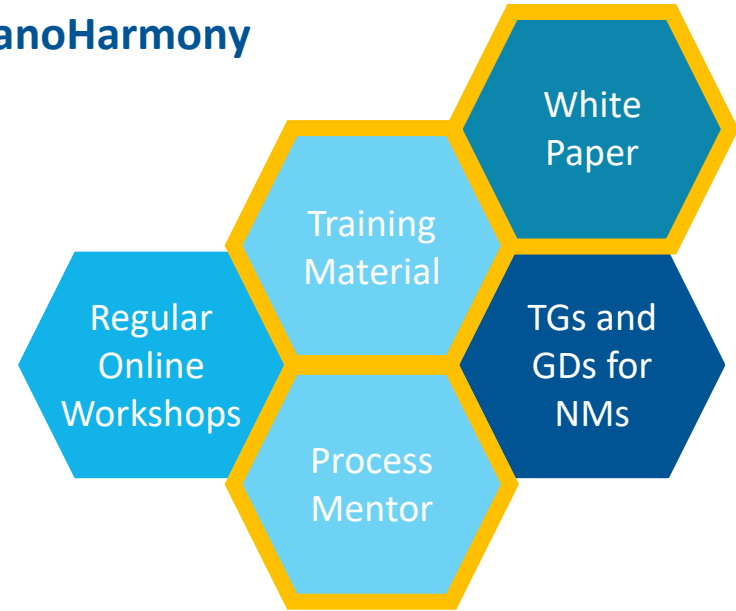 anoHarmony
White
Paper
Training
Material
Regular
Online
Workshops
TGs and
GDs for
NMs
Process
Mentor